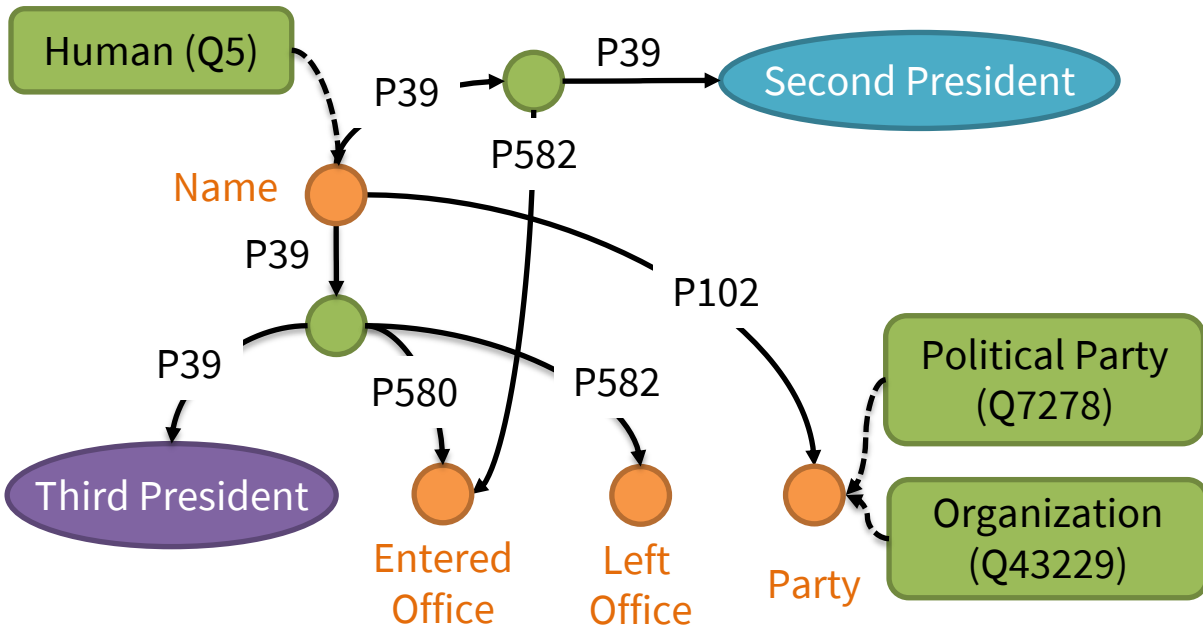 Human (Q5)
P39
P39
Second President
P582
Name
P39
P102
P39
P580
P582
Political Party
(Q7278)
Third President
Organization
(Q43229)
Entered
Office
Left
Office
Party